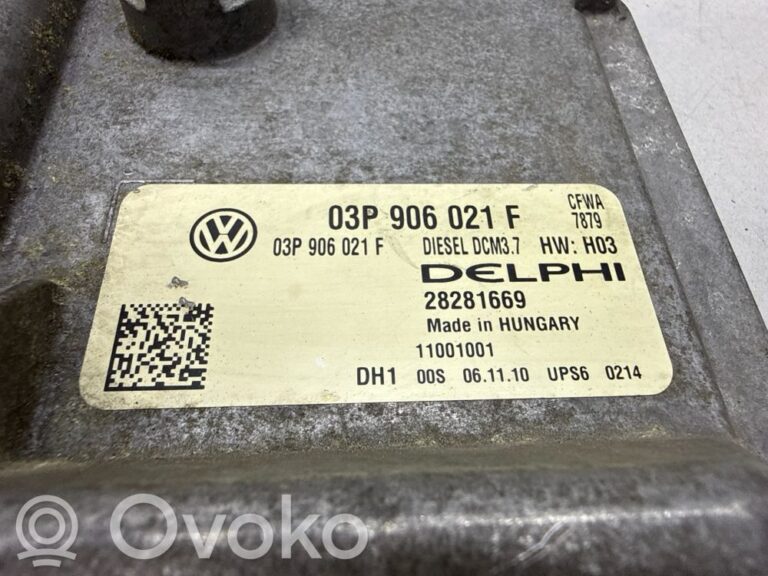 03P 906 021 F CFWA
7879
03P 906 021 F DIESEL DCM3.7 HW: H03
DELPHI
28281669
Made in HUNGARY
11001001
DH1 00S 06.11.10 UPS6 0214
Ovoko